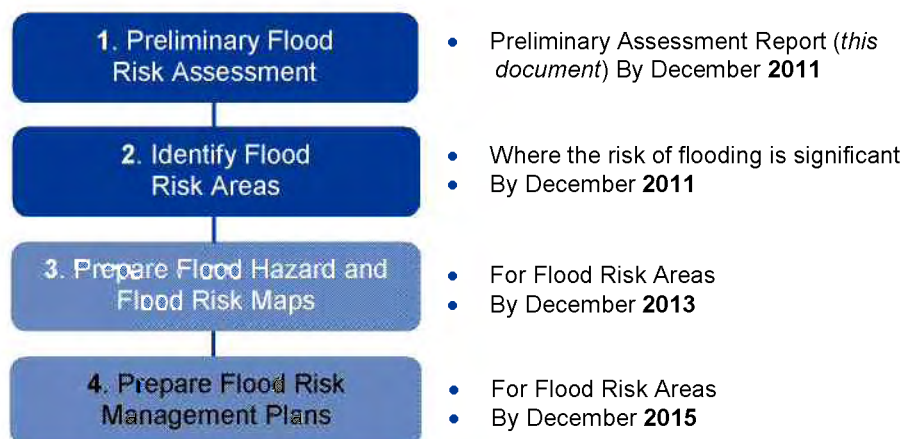 1. Preliminary Flood
Risk Assessment
• Preliminary Assessment Report (this
document) By December 2011
2. Identify Flood
Risk Areas
• Where the risk of flooding is significant
• By December 2011
3. Prepare Flood Hazard and
Flood Risk Maps
• For Flood Risk Areas
• By December 2013
4. Prepare Flood Risk
Management Plans
• For Flood Risk Areas
• By December 2015